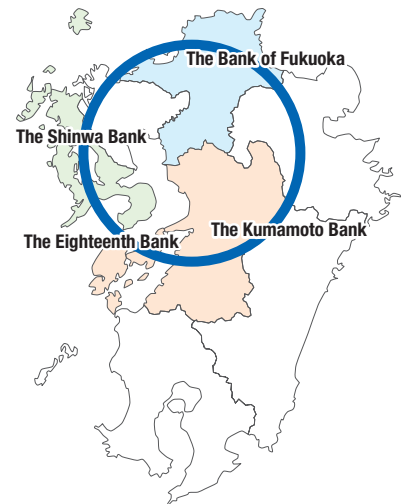 The Bank of Fukuoka
The Shinwa Bank
The Kumamoto Bank
The Eighteenth Bank